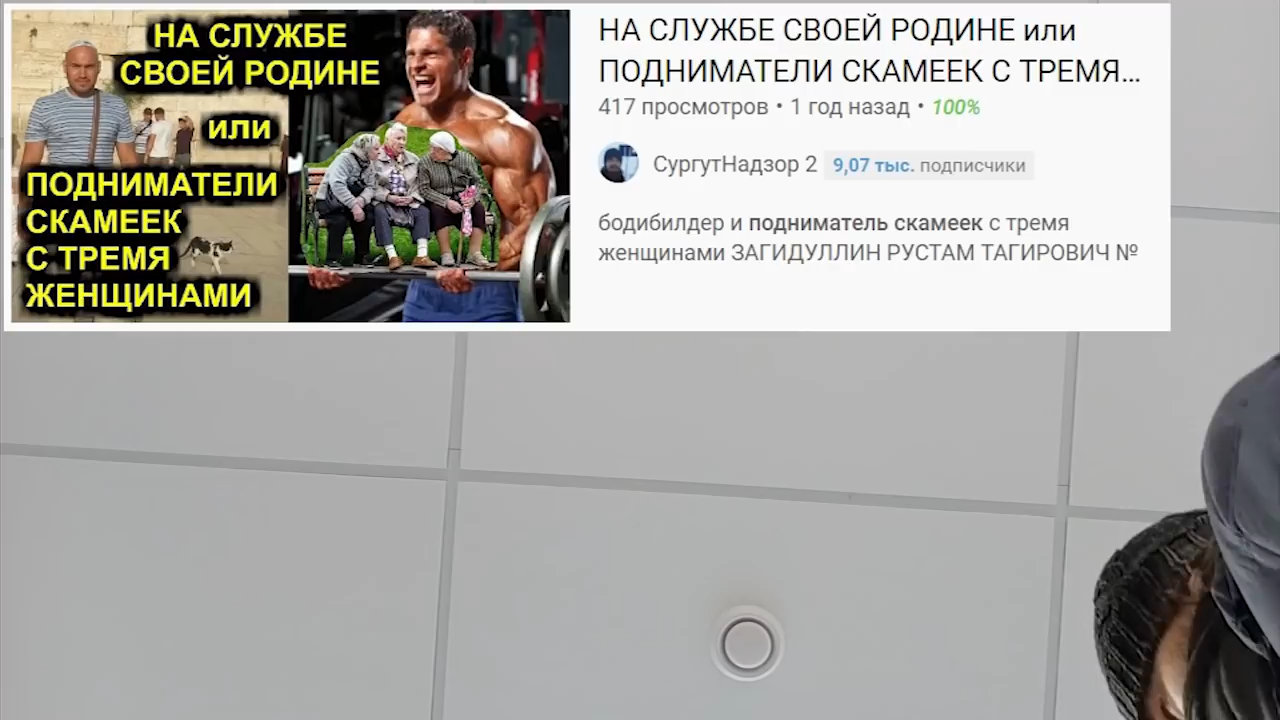 НА СЛУЖБЕ
СВОЕЙ РОДИНЕ
ИЛИ
ПОДНИМАТЕЛИ
СКАМЕЕК
С ТРЕМЯ
ЖЕНЩИНАМИ
НА СЛУЖБЕ СВОЕЙ РОДИНЕ или
ПОДНИМАТЕЛИ СКАМЕЕК С ТРЕМЯ...
417 просмотров • 1 год назад • 100%
СургутНадзор 2 9,07 тыс. подписчики
бодибилдер и подниматель скамеек с тремя
женщинами ЗАГИДУЛЛИН РУСТАМ ТАГИРОВИЧ №